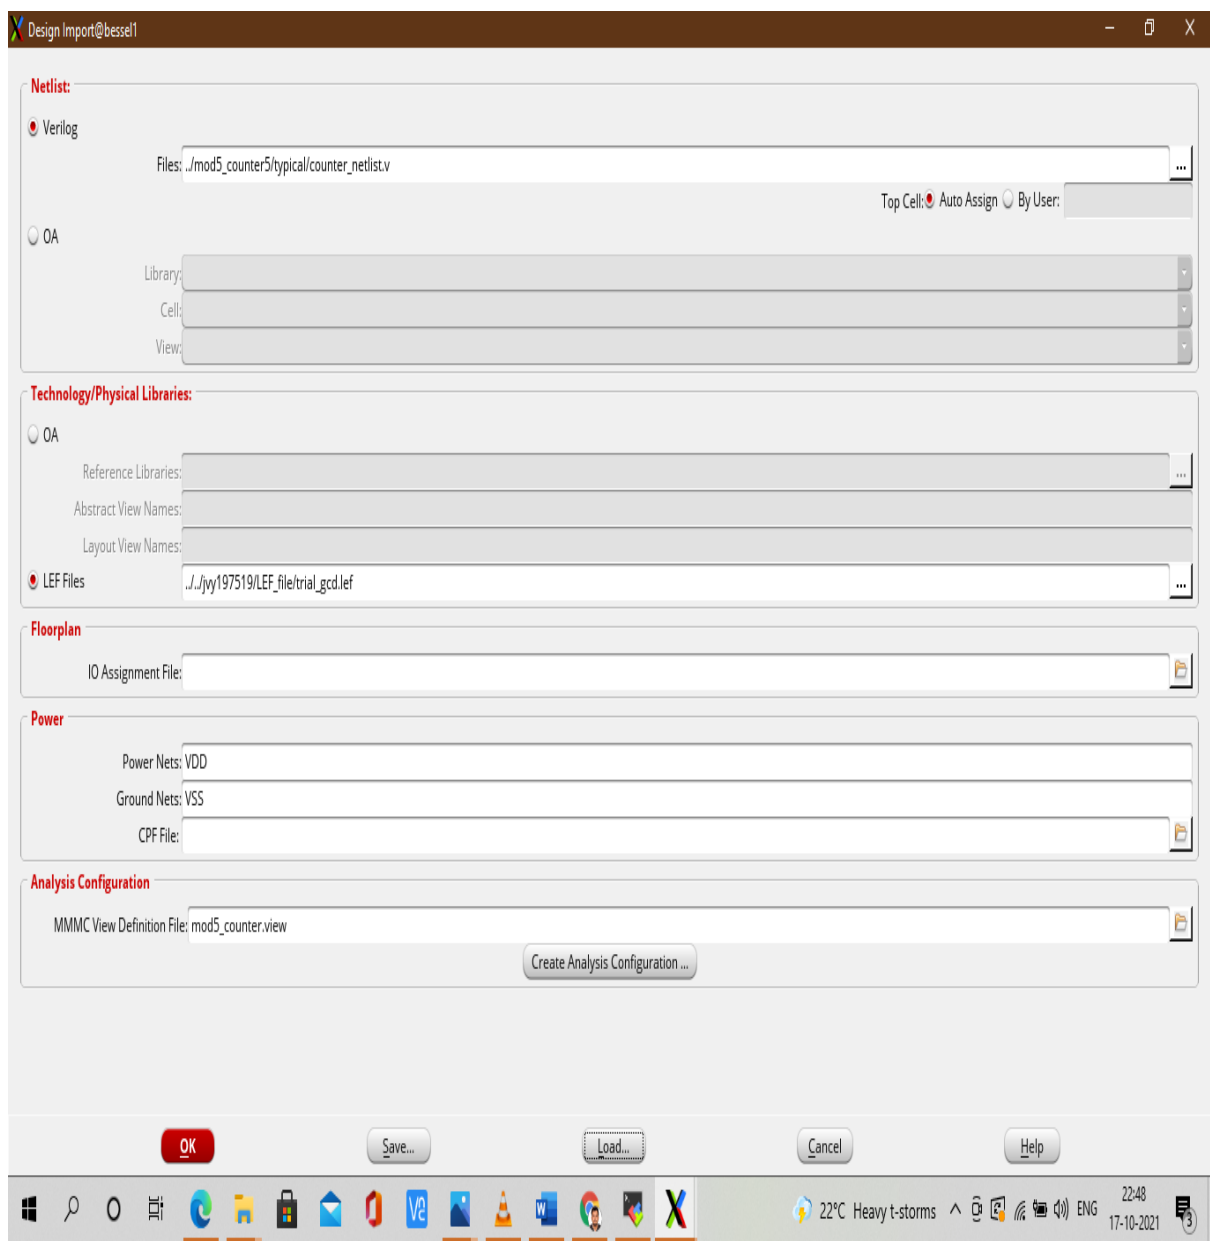 Design Import@bessel1
Netlist:
Verilog
Files: ../mod5_counter5/typical/counter_netlist.v ...
Top Cell: Auto Assign By User:
OA
Library:
Cell:
View:
Technology/Physical Libraries:
OA
Reference Libraries: ...
Abstract View Names:
Layout View Names:
LEF Files ../../jvy197519/LEF_file/trial_gcd.lef ...
Floorplan
IO Assignment File:
Power
Power Nets: VDD
Ground Nets: VSS
CPF File:
Analysis Configuration
MMMC View Definition File: mod5_counter.view
Create Analysis Configuration ...
OK Save... Load... Cancel Help
22°C Heavy t-storms ENG 22:48
17-10-2021 3